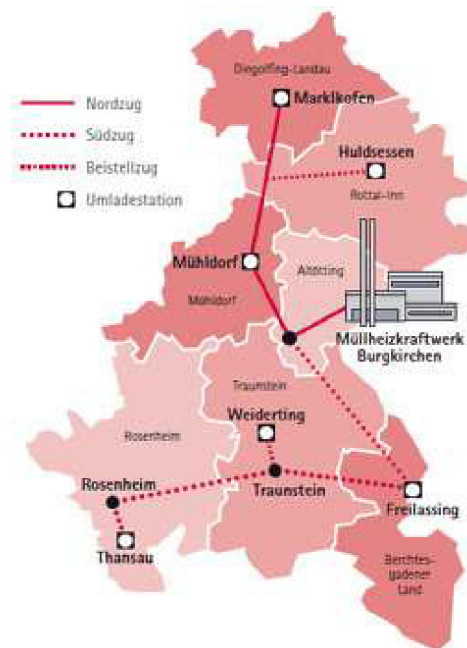 Dingolfing-Landau
Marklkofen
Nordzug
Südzug
Beistellzug
Umladestation
Huldsessen
Rottal-Inn
Mühldorf
Mühldorf
Altötting
Müllheizkraftwerk
Burgkirchen
Traunstein
Weiderting
Rosenheim
Rosenheim
Traunstein
Freilassing
Thansau
Berchtes-
gadener
Land